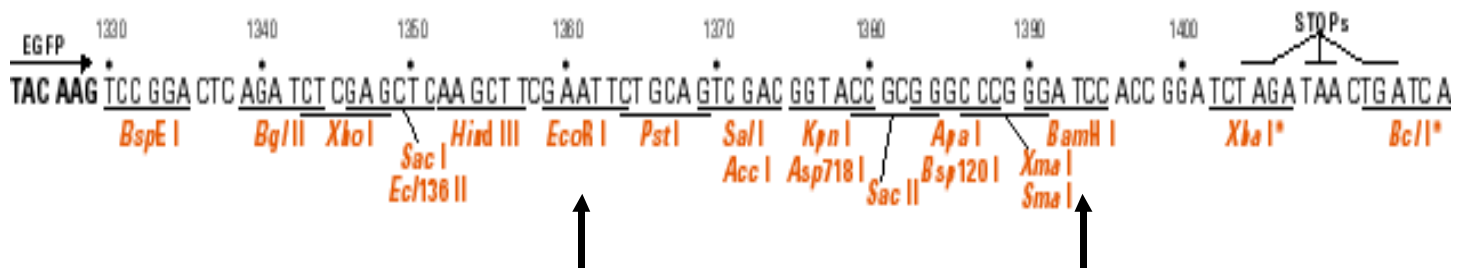 1330 1340 1350 1360 1370 1380 1390 1400 STOPs
EGFP
TAC AAG TCC GGA CTC AGA TCT CGA GCT CAA GCT TCG AAT TCT GCA GTC GAC GGT ACC GCG GGC CCG GGA TCC ACC GGA TCT AGA TAA CTG ATC A
BspE I Bgl II Xho I Hind III EcoR I Pst I Sal I Kpn I Apa I BamH I Xba I* Bcl I*
Sac I Acc I Asp718 I Bsp120 I Xma I
Ecl136 II Sac II Sma I